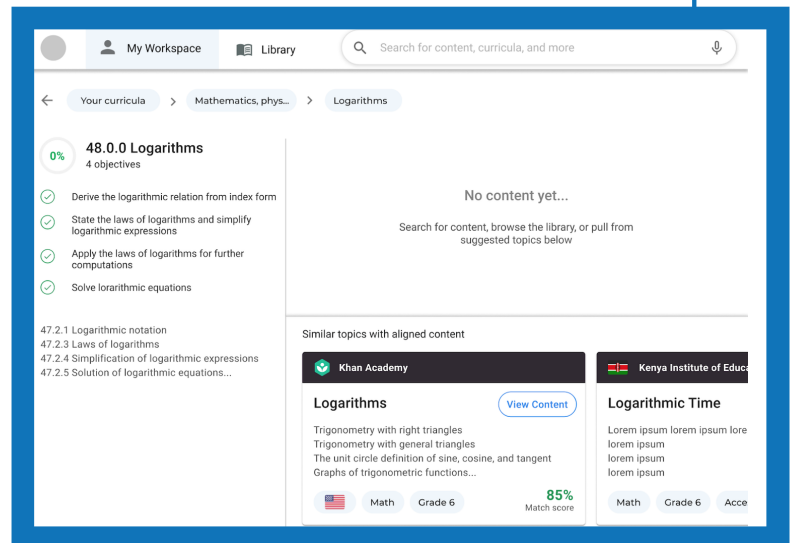 My Workspace
Library
Search for content, curricula, and more
Your curricula
Mathematics, phys...
Logarithms
0%
48.0.0 Logarithms
4 objectives
Derive the logarithmic relation from index form
State the laws of logarithms and simplify
logarithmic expressions
Apply the laws of logarithms for further
computations
Solve lorarithmic equations
47.2.1 Logarithmic notation
47.2.3 Laws of logarithms
47.2.4 Simplification of logarithmic expressions
47.2.5 Solution of logarithmic equations...
No content yet...
Search for content, browse the library, or pull from
suggested topics below
Similar topics with aligned content
Khan Academy
Logarithms
View Content
Trigonometry with right triangles
Trigonometry with general triangles
The unit circle definition of sine, cosine, and tangent
Graphs of trigonometric functions...
Math
Grade 6
85%
Match score
Kenya Institute of Educa
Logarithmic Time
Lorem ipsum lorem ipsum lore
lorem ipsum
lorem ipsum
lorem ipsum
Math
Grade 6
Acce